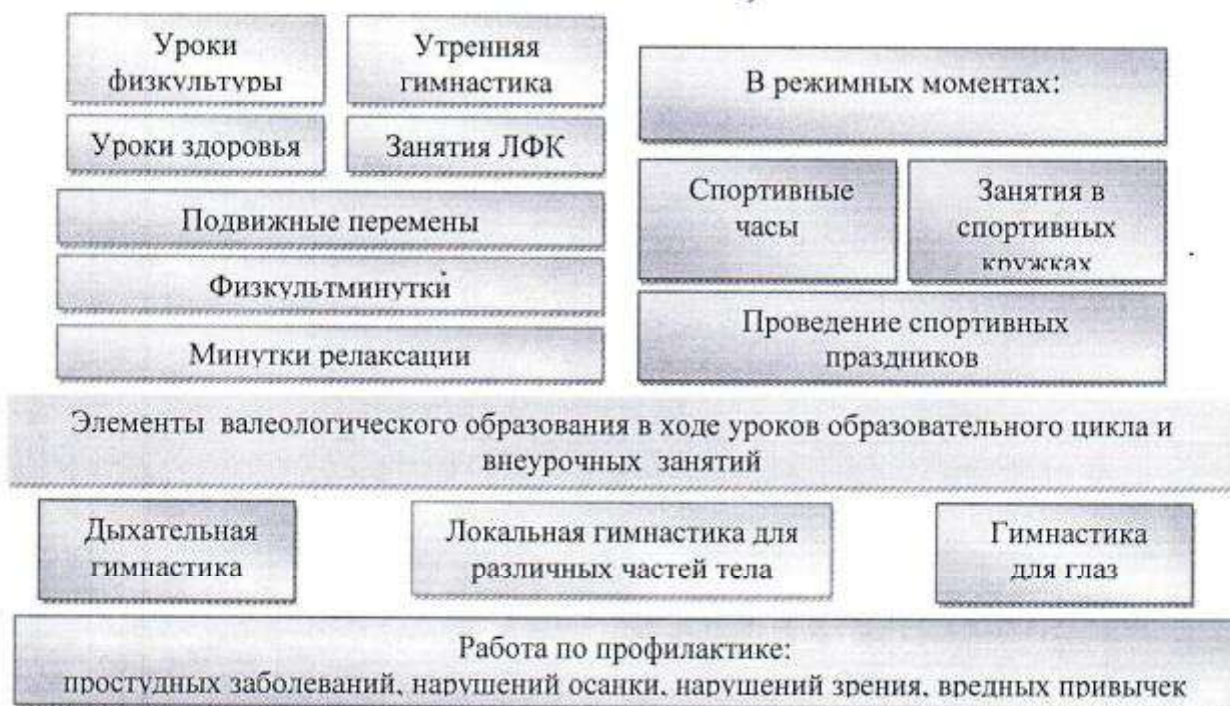 Уроки
физкультуры
Утренняя
гимнастика
Уроки здоровья
Занятия ЛФК
Подвижные перемены
Физкультминутки
Минутки релаксации
В режимных моментах:
Спортивные
часы
Занятия в
спортивных
кружках
Проведение спортивных
праздников
Элементы валеологического образования в ходе уроков образовательного цикла и
внеурочных занятий
Дыхательная
гимнастика
Локальная гимнастика для
различных частей тела
Гимнастика
для глаз
Работа по профилактике:
простудных заболеваний, нарушений осанки, нарушений зрения, вредных привычек